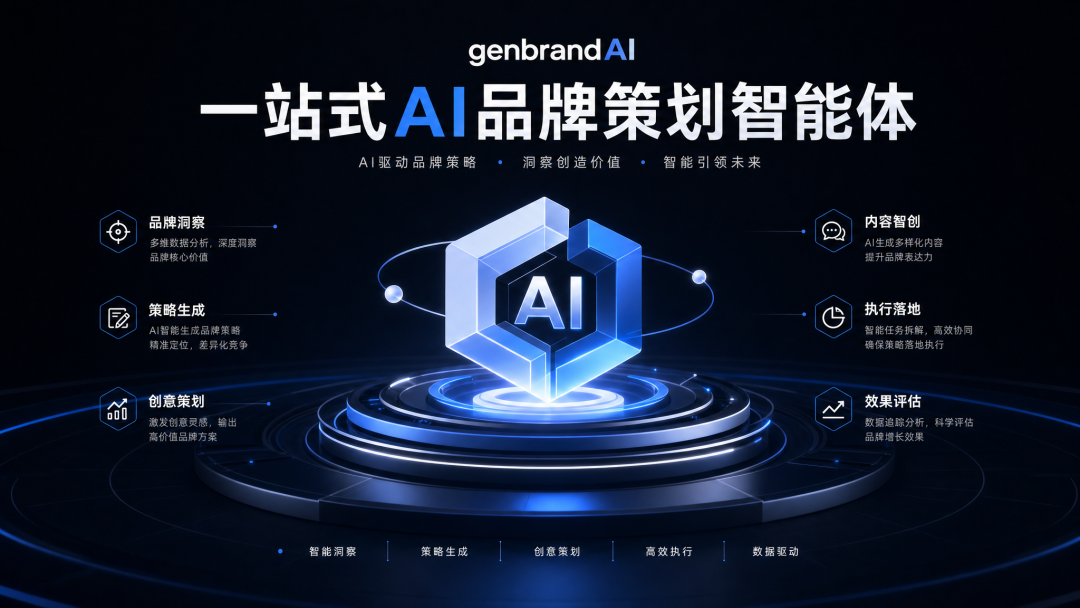 genbrandAI
一站式AI品牌策划智能体
AI驱动品牌策略 • 洞察创造价值 • 智能引领未来
品牌洞察
多维数据分析，深度洞察
品牌核心价值
策略生成
AI智能生成品牌策略
精准定位，差异化竞争
创意策划
激发创意灵感，输出
高价值品牌方案
AI
内容智创
AI生成多样化内容
提升品牌表达力
执行落地
智能任务拆解，高效协同
确保策略落地执行
效果评估
数据追踪分析，科学评估
品牌增长效果
智能洞察
策略生成
创意策划
高效执行
数据驱动